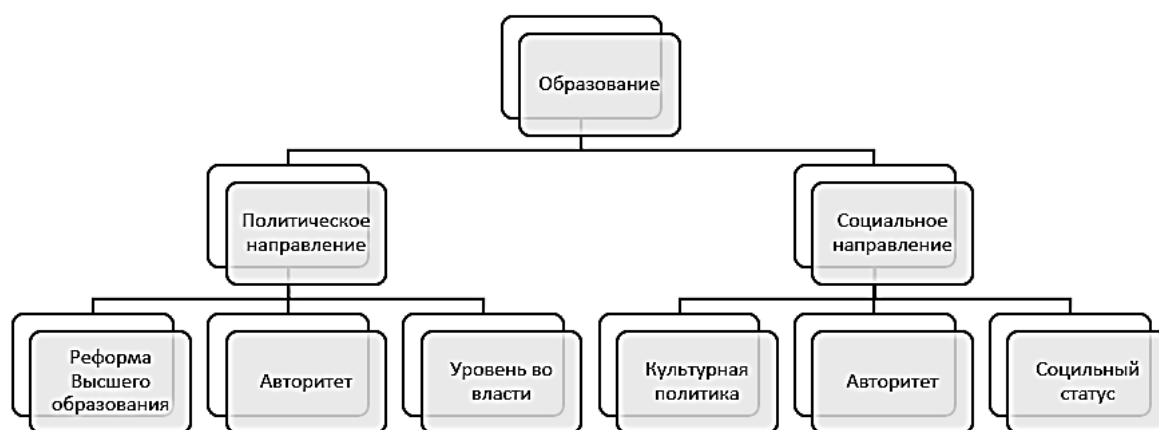 Образование
Политическое
направление
Социальное
направление
Реформа
Высшего
образования
Авторитет
Уровень во
власти
Культурная
политика
Авторитет
Социльный
статус